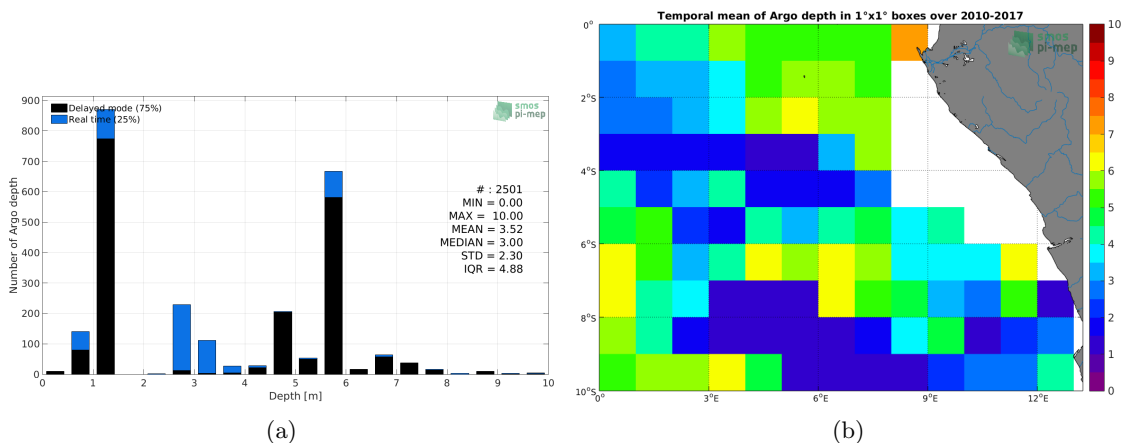 Temporal mean of Argo depth in 1°x1° boxes over 2010-2017
900
800
700
600
500
400
300
200
100
0
Number of Argo depth
Delayed mode (75%)
Real time (25%)
smos
pi-mep
# : 2501
MIN = 0.00
MAX = 10.00
MEAN = 3.52
MEDIAN = 3.00
STD = 2.30
IQR = 4.88
0 1 2 3 4 5 6 7 8 9 10
Depth [m]
(a)
smos
pi-mep
0°
2°S
4°S
6°S
8°S
10°S
0° 3°E 6°E 9°E 12°E
10
9
8
7
6
5
4
3
2
1
0
(b)